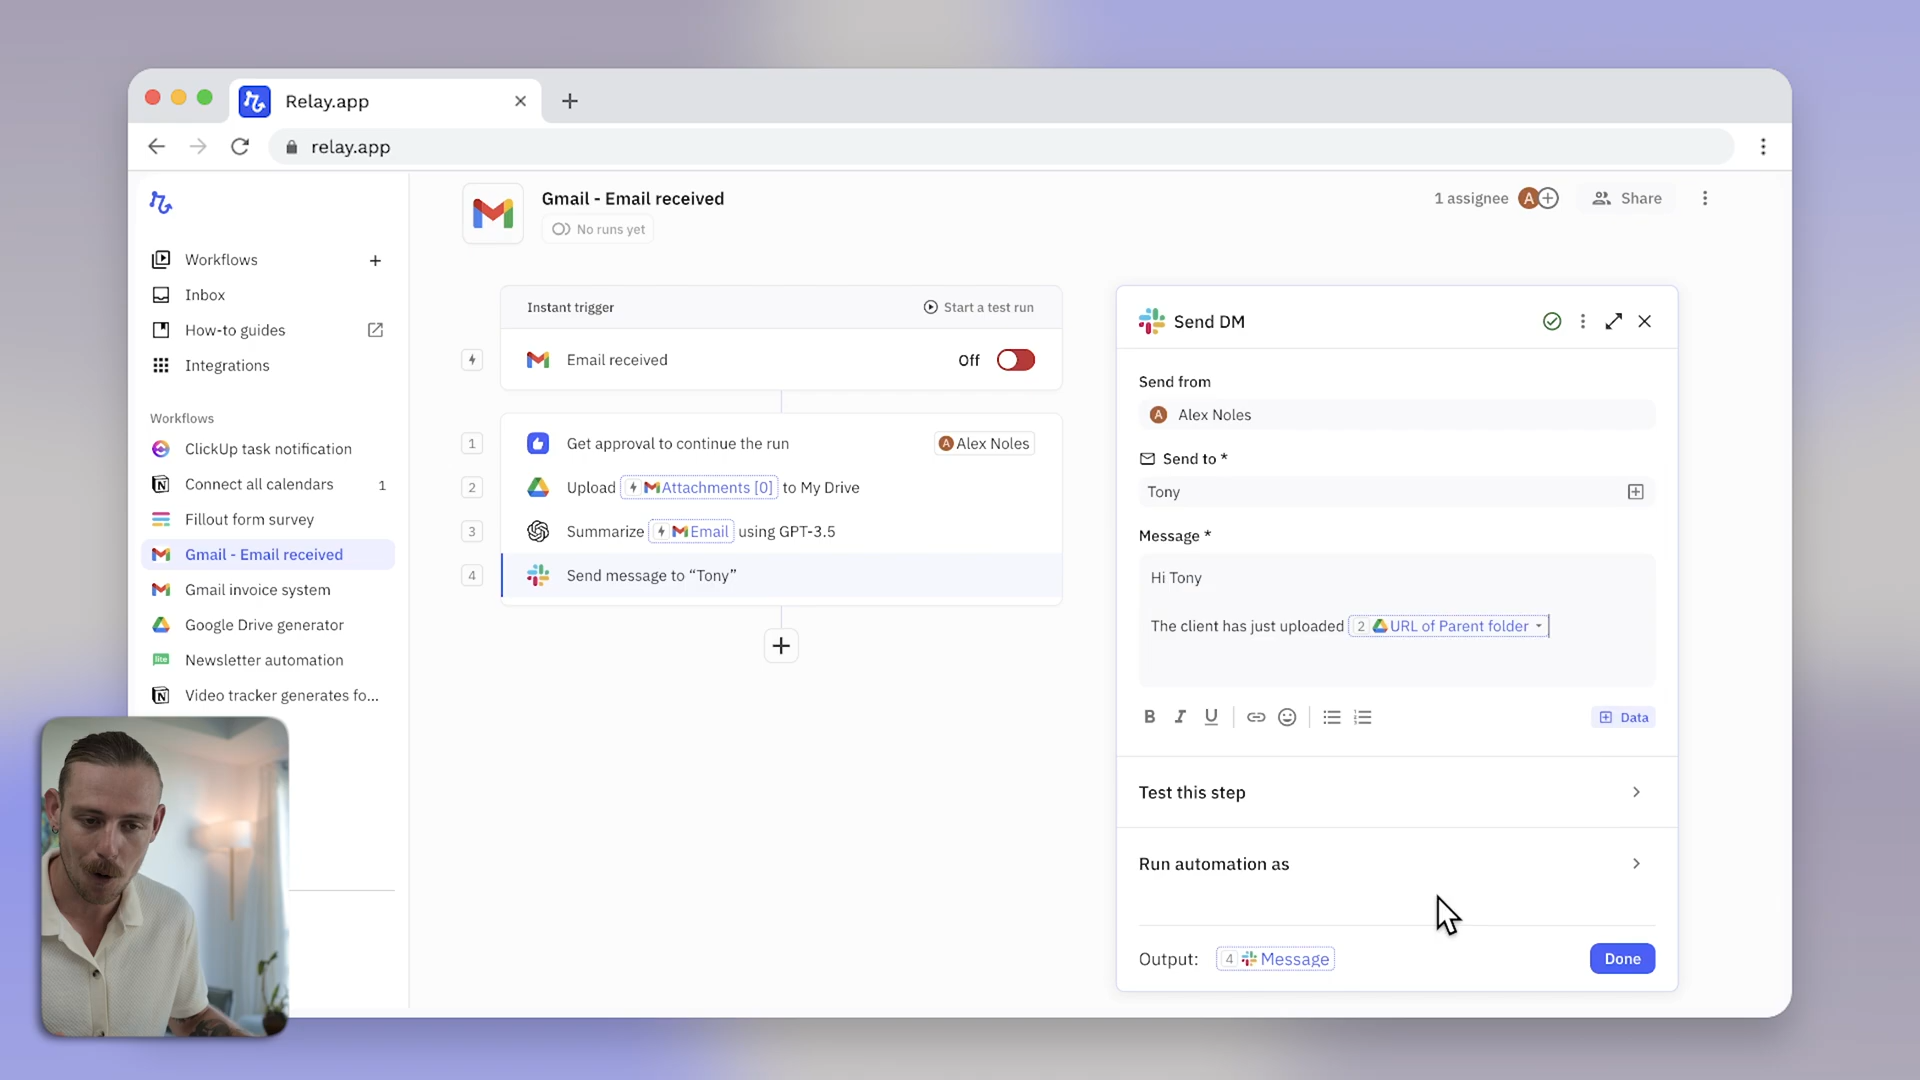 Relay.app
relay.app
Gmail - Email received
No runs yet
1 assignee A
Share
Workflows
Inbox
How-to guides
Integrations
Workflows
ClickUp task notification
Connect all calendars 1
Fillout form survey
Gmail - Email received
Gmail invoice system
Google Drive generator
lite Newsletter automation
Video tracker generates fo...
Instant trigger
Start a test run
Email received
Off
1 Get approval to continue the run A Alex Noles
2 Upload Attachments [0] to My Drive
3 Summarize Email using GPT-3.5
4 Send message to “Tony”
Send DM
Send from
A Alex Noles
Send to *
Tony
Message *
Hi Tony
The client has just uploaded 2 URL of Parent folder
B I U
Data
Test this step
Run automation as
Output: 4 Message
Done